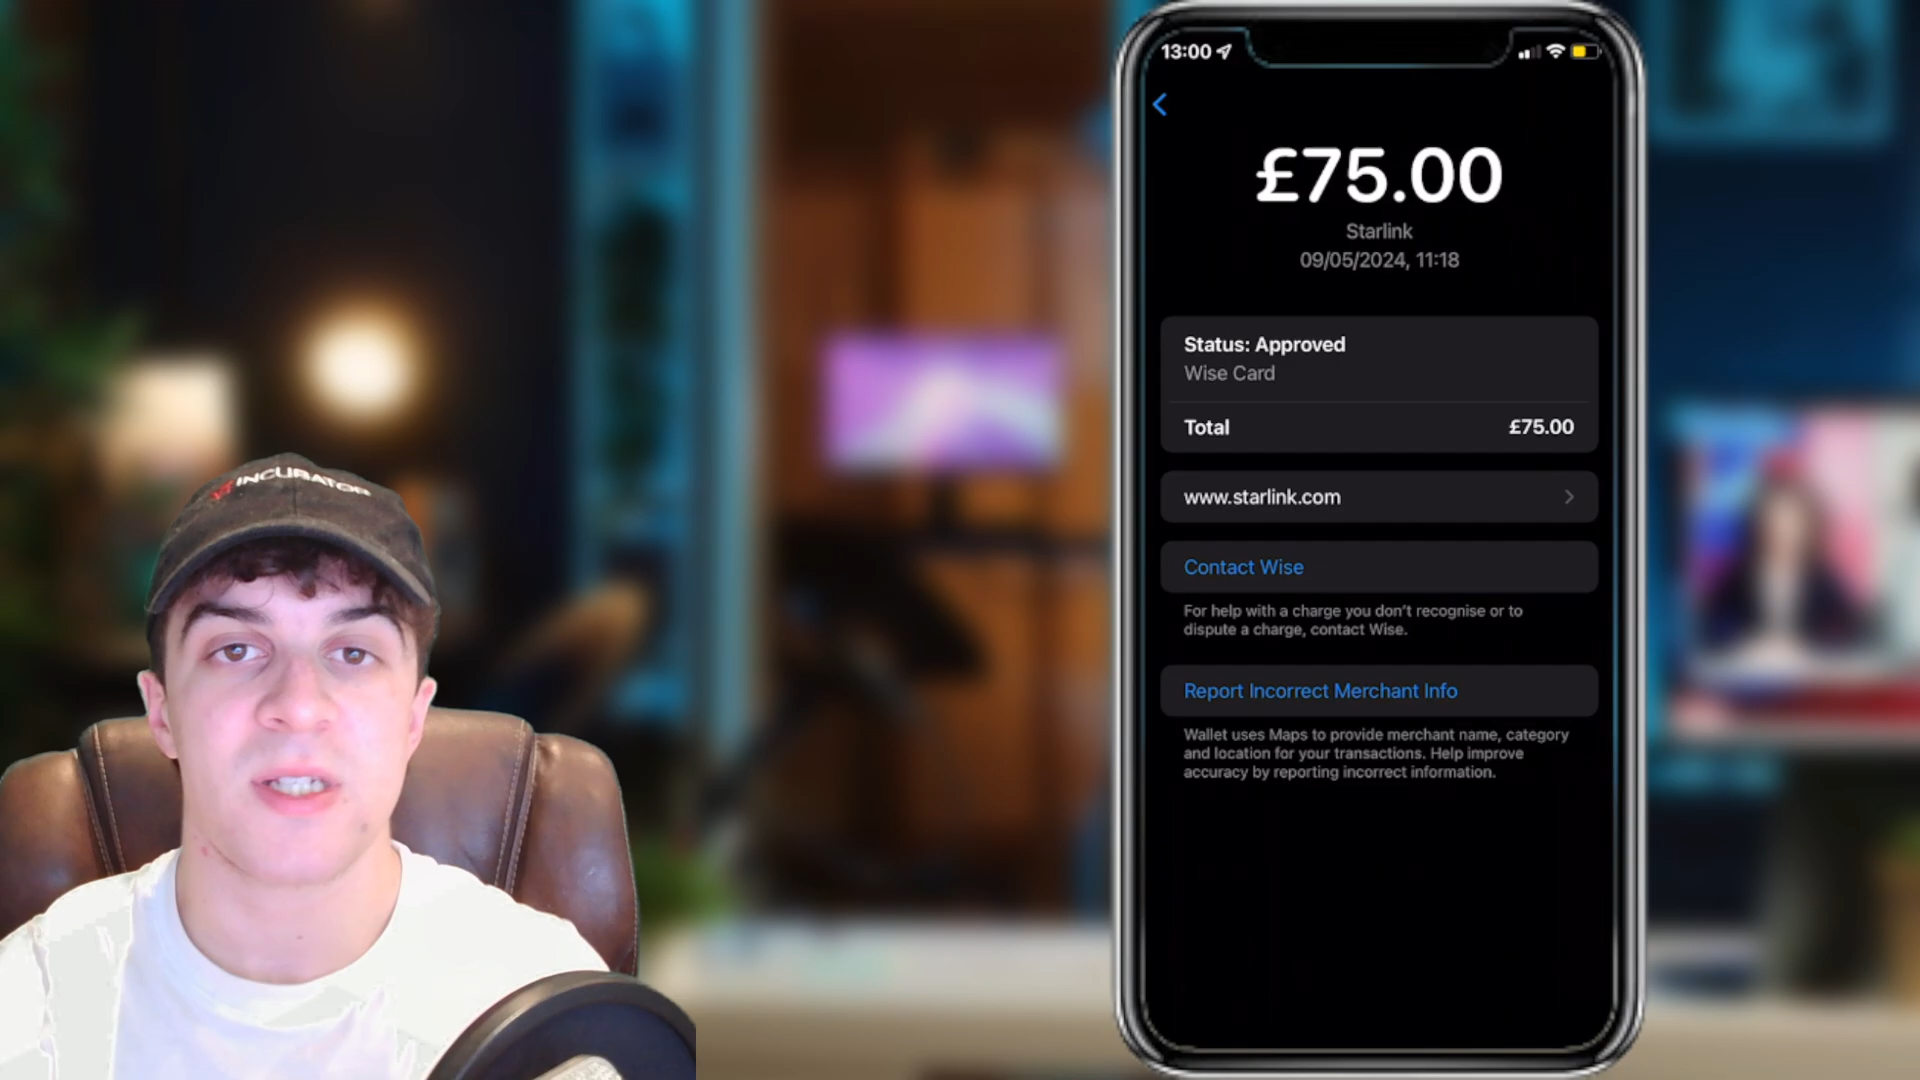 INCUBATOR
13:00
£75.00
Starlink
09/05/2024, 11:18
Status: Approved
Wise Card
Total £75.00
www.starlink.com
Contact Wise
For help with a charge you don’t recognise or to
dispute a charge, contact Wise.
Report Incorrect Merchant Info
Wallet uses Maps to provide merchant name, category
and location for your transactions. Help improve
accuracy by reporting incorrect information.